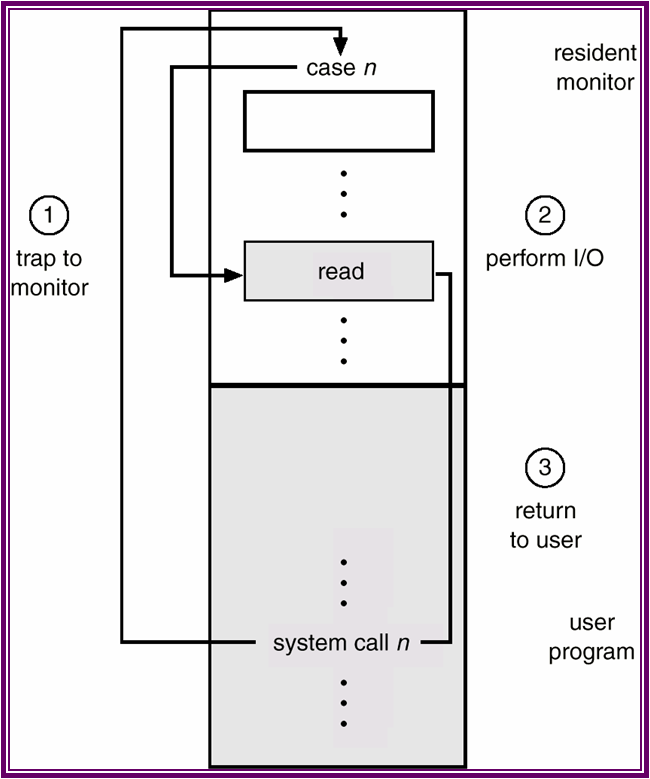 resident
monitor
case n
1
trap to
monitor
2
perform I/O
read
3
return
to user
system call n
user
program